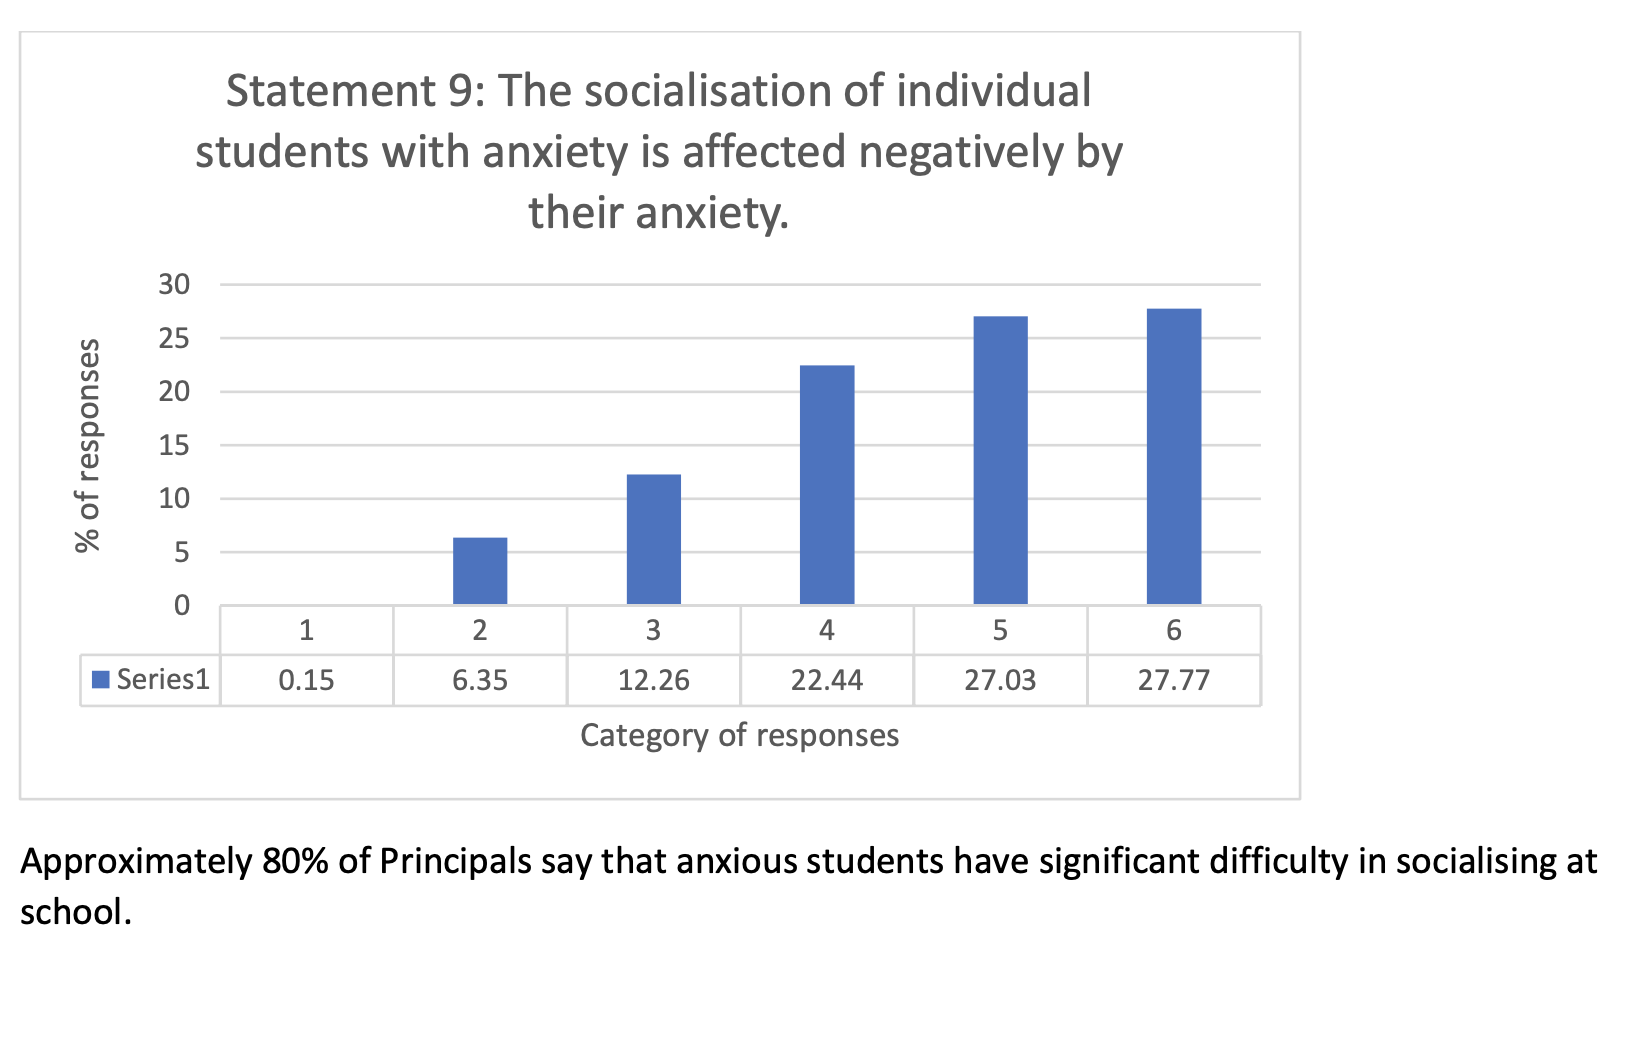 Statement 9: The socialisation of individual
students with anxiety is affected negatively by
their anxiety.
% of responses
30
25
20
15
10
5
0
1 2 3 4 5 6
Series1 0.15 6.35 12.26 22.44 27.03 27.77
Category of responses
Approximately 80% of Principals say that anxious students have significant difficulty in socialising at
school.